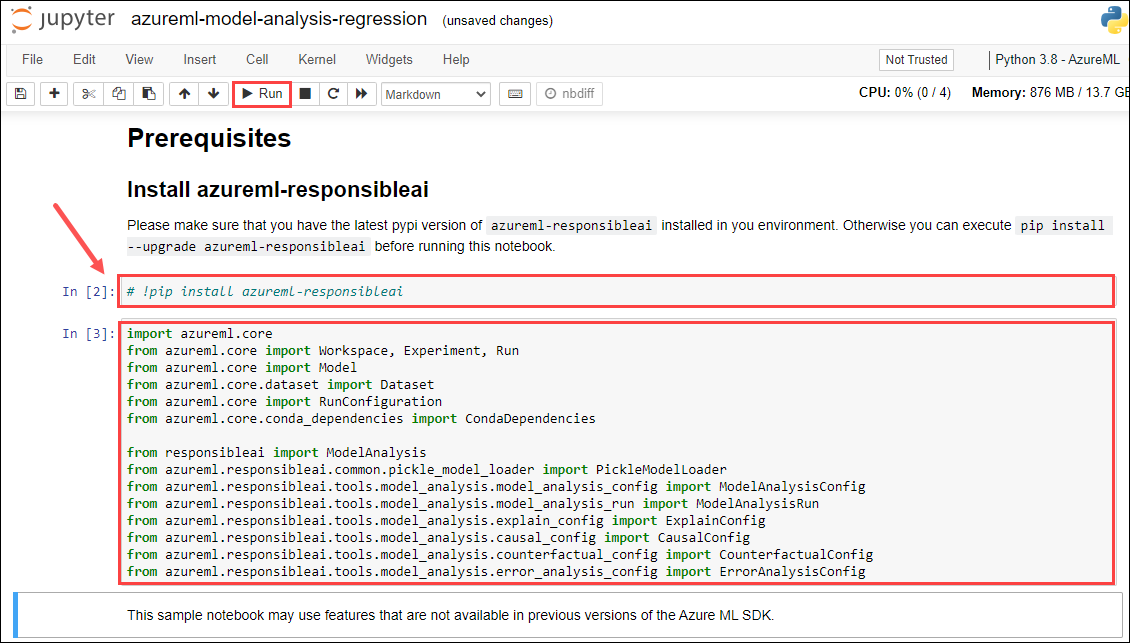 jupyter azureml-model-analysis-regression (unsaved changes)
File Edit View Insert Cell Kernel Widgets Help Not Trusted Python 3.8 - AzureML
Run Markdown nbdiff CPU: 0% (0 / 4) Memory: 876 MB / 13.7 GB
Prerequisites
Install azureml-responsibleai
Please make sure that you have the latest pypi version of azureml-responsibleai installed in you environment. Otherwise you can execute pip install
--upgrade azureml-responsibleai before running this notebook.
In [2]: # !pip install azureml-responsibleai
In [3]: import azureml.core
from azureml.core import Workspace, Experiment, Run
from azureml.core import Model
from azureml.core.dataset import Dataset
from azureml.core import RunConfiguration
from azureml.core.conda_dependencies import CondaDependencies
from responsibleai import ModelAnalysis
from azureml.responsibleai.common.pickle_model_loader import PickleModelLoader
from azureml.responsibleai.tools.model_analysis.model_analysis_config import ModelAnalysisConfig
from azureml.responsibleai.tools.model_analysis.model_analysis_run import ModelAnalysisRun
from azureml.responsibleai.tools.model_analysis.explain_config import ExplainConfig
from azureml.responsibleai.tools.model_analysis.causal_config import CausalConfig
from azureml.responsibleai.tools.model_analysis.counterfactual_config import CounterfactualConfig
from azureml.responsibleai.tools.model_analysis.error_analysis_config import ErrorAnalysisConfig
This sample notebook may use features that are not available in previous versions of the Azure ML SDK.